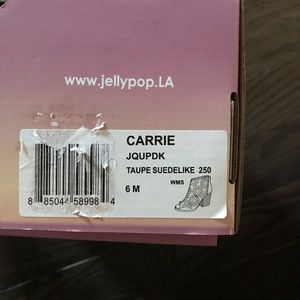 www.jellypop.LA
CARRIE
JQUPDK
TAUPE SUEDELIKE 250
6 M WMS
8 85044 58998 4